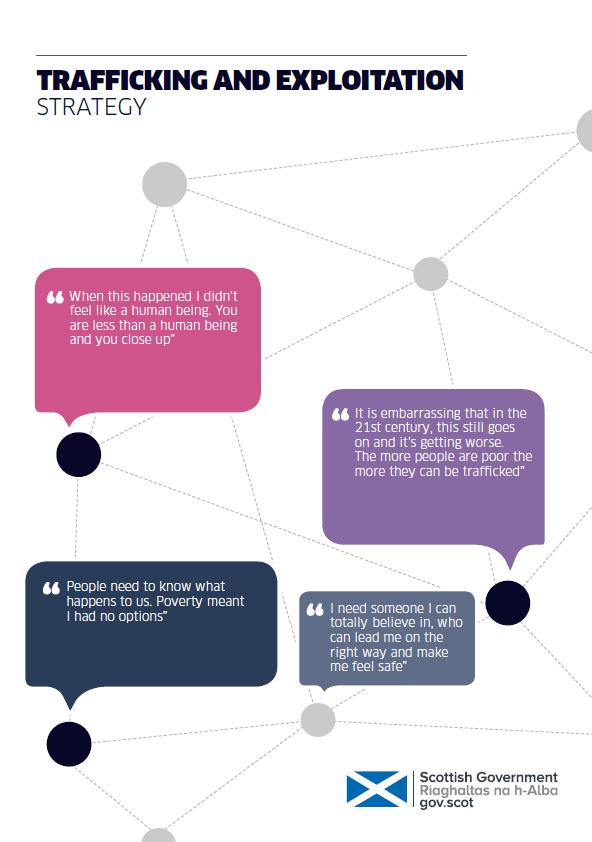 TRAFFICKING AND EXPLOITATION
STRATEGY
“ When this happened I didn’t
feel like a human being. You
are less than a human being
and you close up”
“ It is embarrassing that in the
21st century, this still goes
on and it’s getting worse.
The more people are poor the
more they can be trafficked”
“ People need to know what
happens to us. Poverty meant
I had no options”
“ I need someone I can
totally believe in, who
can lead me on the
right way and make
me feel safe”
Scottish Government
Riaghaltas na h-Alba
gov.scot